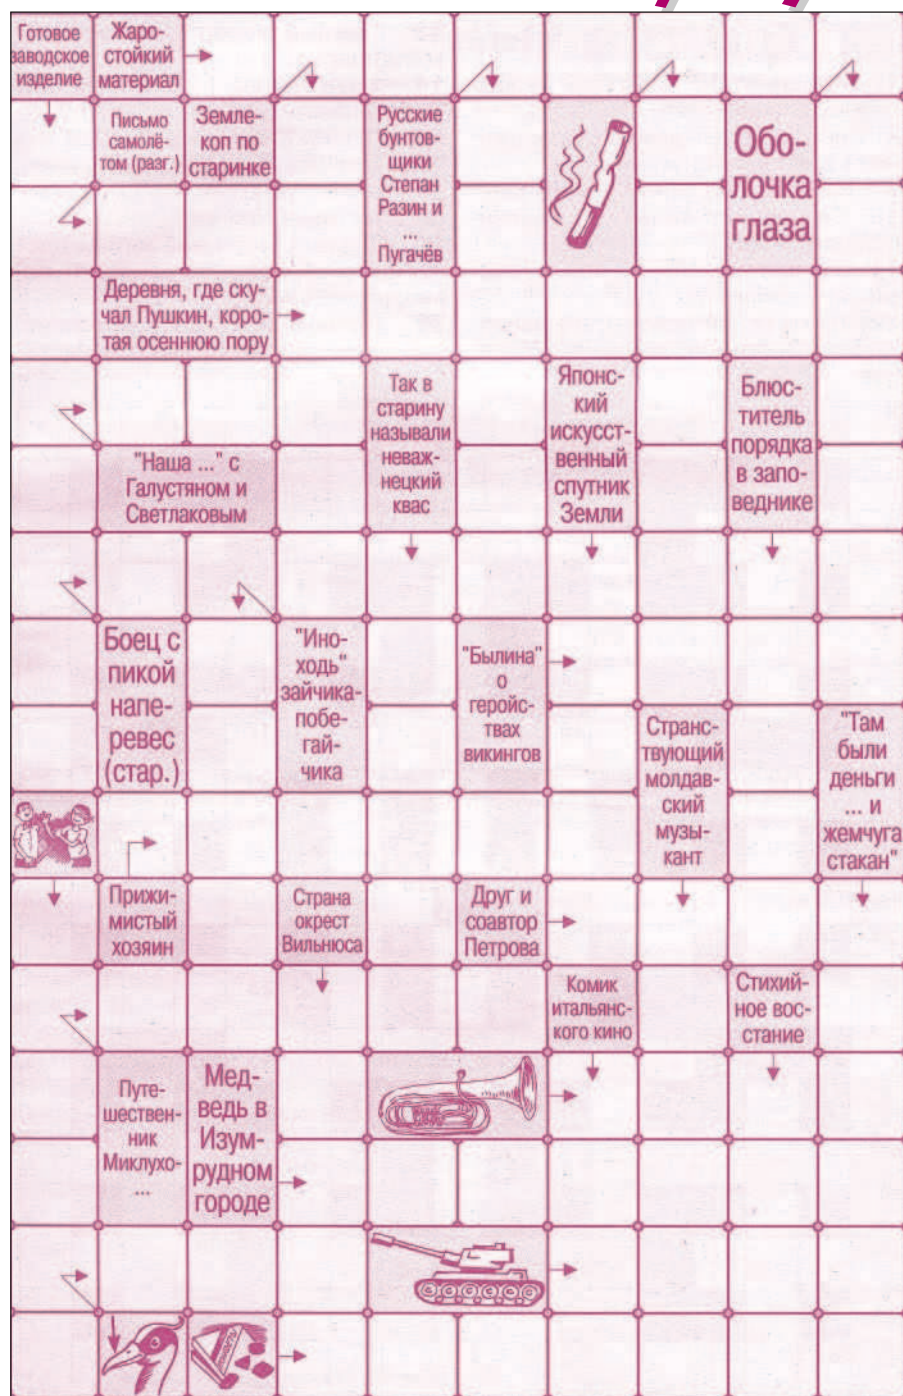 Готовое
заводское
изделие
Жаро-
стойкий
материал
Письмо
самолё-
том (разг.)
Земле-
коп по
старинке
Русские
бунтов-
щики
Степан
Разин и
...
Пугачёв
Обо-
лочка
глаза
Деревня, где ску-
чал Пушкин, коро-
тая осеннюю пору
Так в
старину
называли
неваж-
нецкий
квас
Японс-
кий
искусст-
венный
спутник
Земли
Блюс-
титель
порядка
в запо-
веднике
"Наша ..." с
Галустяном и
Светлаковым
Боец с
пикой
напе-
ревес
(стар.)
"Ино-
ходь"
зайчика-
побе-
гай-
чика
"Былина"
о
геройс-
твах
викингов
Странс-
твующий
молдав-
ский
музы-
кант
"Там
были
деньги
... и
жемчуга
стакан"
Прижи-
мистый
хозяин
Страна
окрест
Вильнюса
Друг и
соавтор
Петрова
Комик
итальянс-
кого кино
Стихий-
ное вос-
стание
Путе-
шествен-
ник
Миклухо-
...
Мед-
ведь в
Изум-
рудном
городе